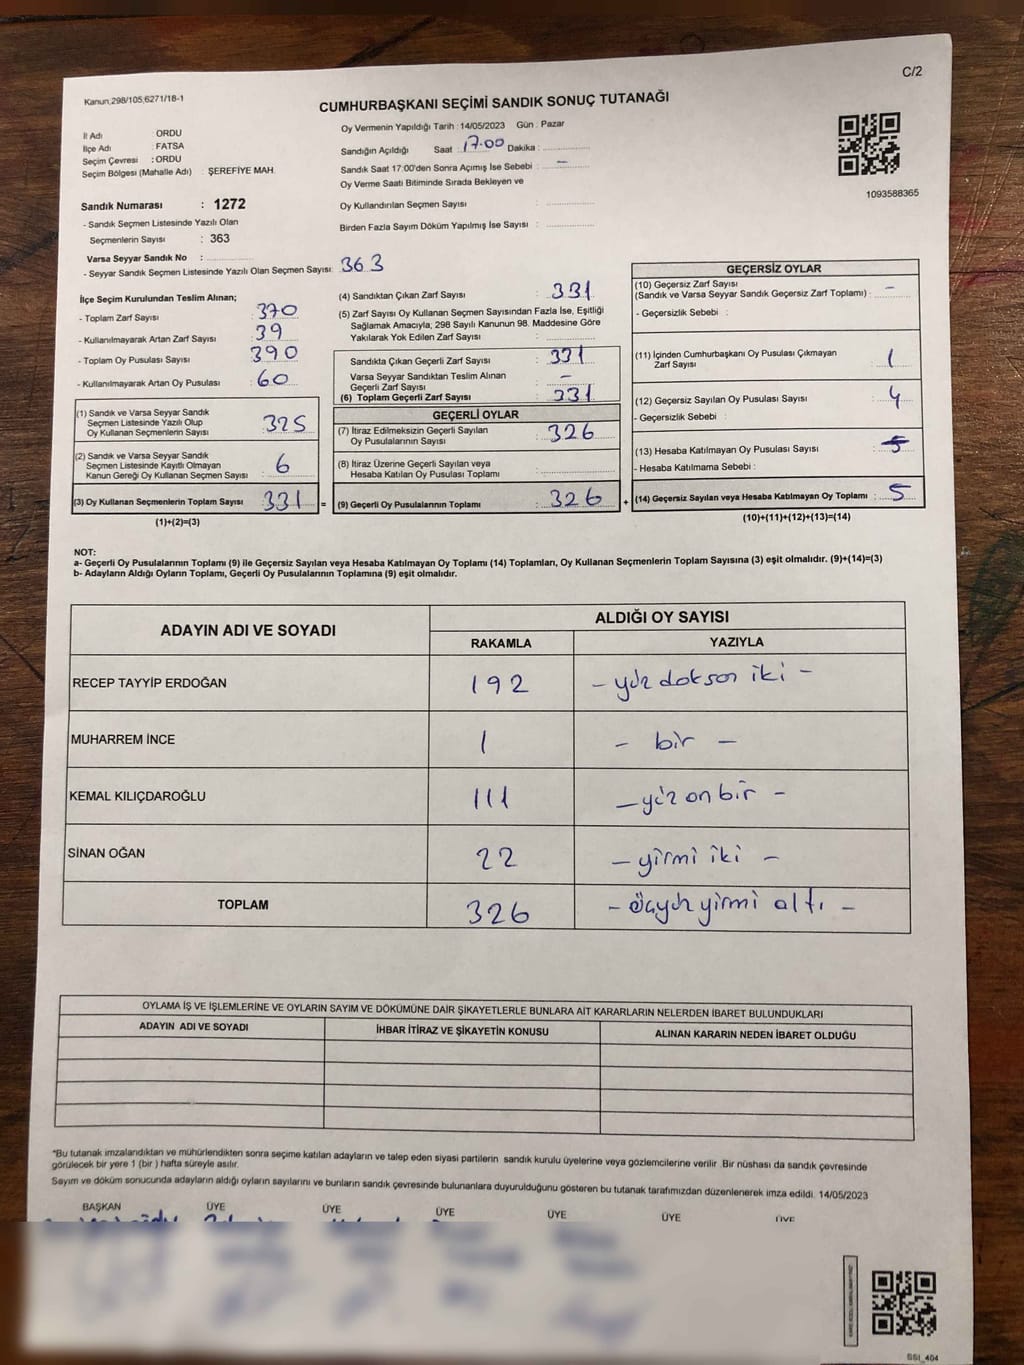 C/2
Kanun;298/105,6271/18-1
CUMHURBAŞKANI SEÇİMİ SANDIK SONUÇ TUTANAĞI
İl Adı : ORDU
İlçe Adı : FATSA
Seçim Çevresi : ORDU
Seçim Bölgesi (Mahalle Adı) : ŞEREFİYE MAH.
Sandık Numarası : 1272
- Sandık Seçmen Listesinde Yazılı Olan
Seçmenlerin Sayısı : 363
Varsa Seyyar Sandık No :
- Seyyar Sandık Seçmen Listesinde Yazılı Olan Seçmen Sayısı: 363
Oy Vermenin Yapıldığı Tarih : 14/05/2023 Gün : Pazar
Sandığın Açıldığı Saat : 17.00 Dakika :
Sandık Saat 17:00'den Sonra Açımış İse Sebebi : -
Oy Verme Saati Bitiminde Sırada Bekleyen ve
Oy Kullandırılan Seçmen Sayısı :
Birden Fazla Sayım Döküm Yapılmış İse Sayısı :
1093588365
İlçe Seçim Kurulundan Teslim Alınan;
- Toplam Zarf Sayısı : 370
- Kullanılmayarak Artan Zarf Sayısı : 39
- Toplam Oy Pusulası Sayısı : 390
- Kullanılmayarak Artan Oy Pusulası : 60
(1) Sandık ve Varsa Seyyar Sandık
Seçmen Listesinde Yazılı Olup
Oy Kullanan Seçmenlerin Sayısı : 325
(2) Sandık ve Varsa Seyyar Sandık
Seçmen Listesinde Kayıtlı Olmayan
Kanun Gereği Oy Kullanan Seçmen Sayısı : 6
(3) Oy Kullanan Seçmenlerin Toplam Sayısı : 331 =
(1)+(2)=(3)
(4) Sandıktan Çıkan Zarf Sayısı : 331
(5) Zarf Sayısı Oy Kullanan Seçmen Sayısından Fazla İse, Eşitliği
Sağlamak Amacıyla, 298 Sayılı Kanunun 98. Maddesine Göre
Yakılarak Yok Edilen Zarf Sayısı :
Sandıkta Çıkan Geçerli Zarf Sayısı : 331
Varsa Seyyar Sandıktan Teslim Alınan
Geçerli Zarf Sayısı : -
(6) Toplam Geçerli Zarf Sayısı : 331
GEÇERLİ OYLAR
(7) İtiraz Edilmeksizin Geçerli Sayılan
Oy Pusulalarının Sayısı : 326
(8) İtiraz Üzerine Geçerli Sayılan veya
Hesaba Katılan Oy Pusulası Toplamı :
(9) Geçerli Oy Pusulalarının Toplamı : 326 +
GEÇERSİZ OYLAR
(10) Geçersiz Zarf Sayısı
(Sandık ve Varsa Seyyar Sandık Geçersiz Zarf Toplamı) : -
- Geçersizlik Sebebi :
(11) İçinden Cumhurbaşkanı Oy Pusulası Çıkmayan
Zarf Sayısı : 1
(12) Geçersiz Sayılan Oy Pusulası Sayısı : 4
- Geçersizlik Sebebi :
(13) Hesaba Katılmayan Oy Pusulası Sayısı :
- Hesaba Katılmama Sebebi :
(14) Geçersiz Sayılan veya Hesaba Katılmayan Oy Toplamı : 5
(10)+(11)+(12)+(13)=(14)
NOT:
a- Geçerli Oy Pusulalarının Toplamı (9) ile Geçersiz Sayılan veya Hesaba Katılmayan Oy Toplamı (14) Toplamları, Oy Kullanan Seçmenlerin Toplam Sayısına (3) eşit olmalıdır. (9)+(14)=(3)
b- Adayların Aldığı Oyların Toplamı, Geçerli Oy Pusulalarının Toplamına (9) eşit olmalıdır.
ADAYIN ADI VE SOYADI ALDIĞI OY SAYISI
RAKAMLA YAZIYLA
RECEP TAYYİP ERDOĞAN 192 - yüz doksan iki -
MUHARREM İNCE 1 - bir -
KEMAL KILIÇDAROĞLU 111 - yüz on bir -
SİNAN OĞAN 22 - yirmi iki -
TOPLAM 326 - üçyüz yirmi altı -
OYLAMA İŞ VE İŞLEMLERİNE VE OYLARIN SAYIM VE DÖKÜMÜNE DAİR ŞİKAYETLERLE BUNLARA AİT KARARLARIN NELERDEN İBARET BULUNDUKLARI
ADAYIN ADI VE SOYADI İHBAR İTİRAZ VE ŞİKAYETİN KONUSU ALINAN KARARIN NEDEN İBARET OLDUĞU
*Bu tutanak imzalandıktan ve mühürlendikten sonra seçime katılan adayların ve talep eden siyasi partilerin sandık kurulu üyelerine veya gözlemcilerine verilir .Bir nüshası da sandık çevresinde
görülecek bir yere 1 (bir ) hafta süreyle asılır.
Sayım ve döküm sonucunda adayların aldığı oyların sayılarını ve bunların sandık çevresinde bulunanlara duyurulduğunu gösteren bu tutanak tarafımızdan düzenlenerek imza edildi. 14/05/2023
BAŞKAN ÜYE ÜYE ÜYE ÜYE ÜYE ÜYE
SSI_404